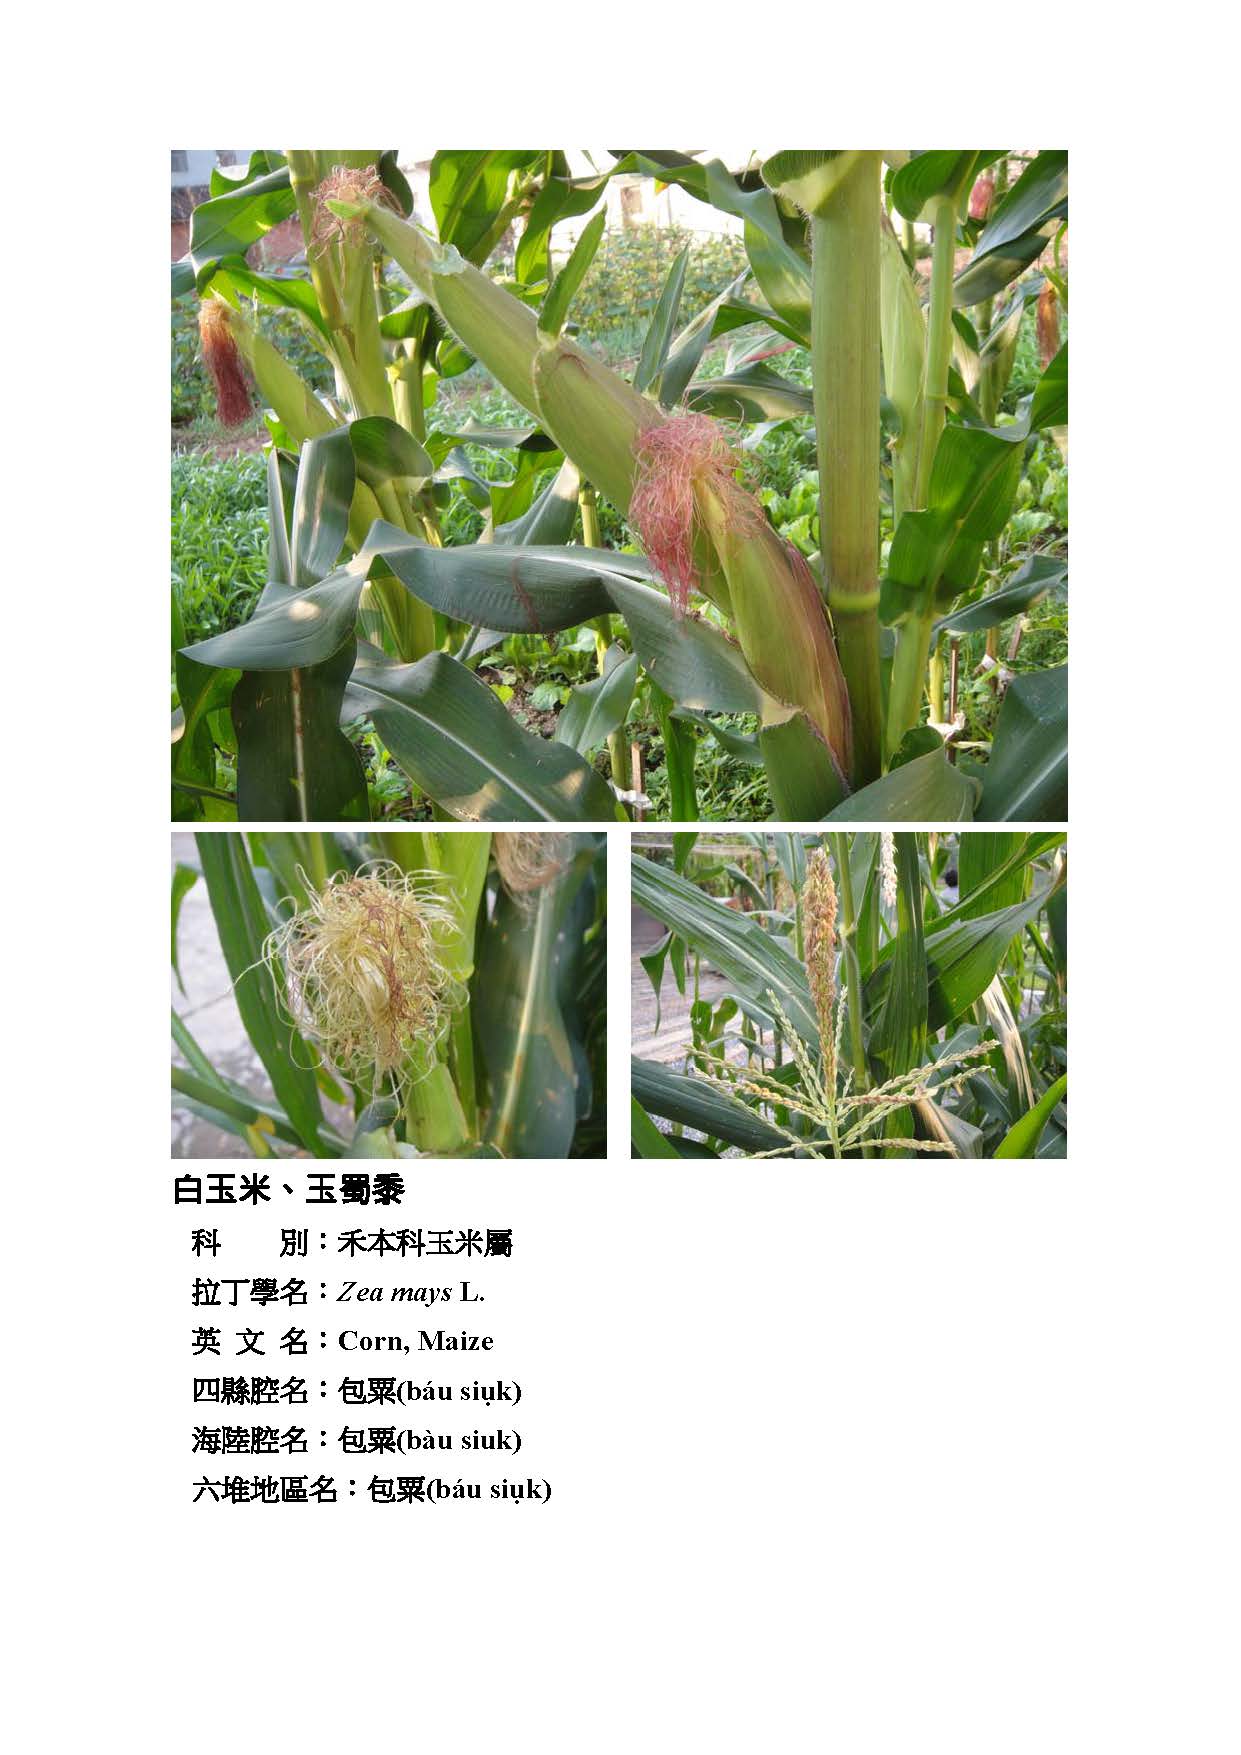 白玉米、玉蜀黍
科　　別：禾本科玉米屬
拉丁學名：Zea mays L.
英 文 名：Corn, Maize
四縣腔名：包粟(báu siụk)
海陸腔名：包粟(bàu siuk)
六堆地區名：包粟(báu siụk)